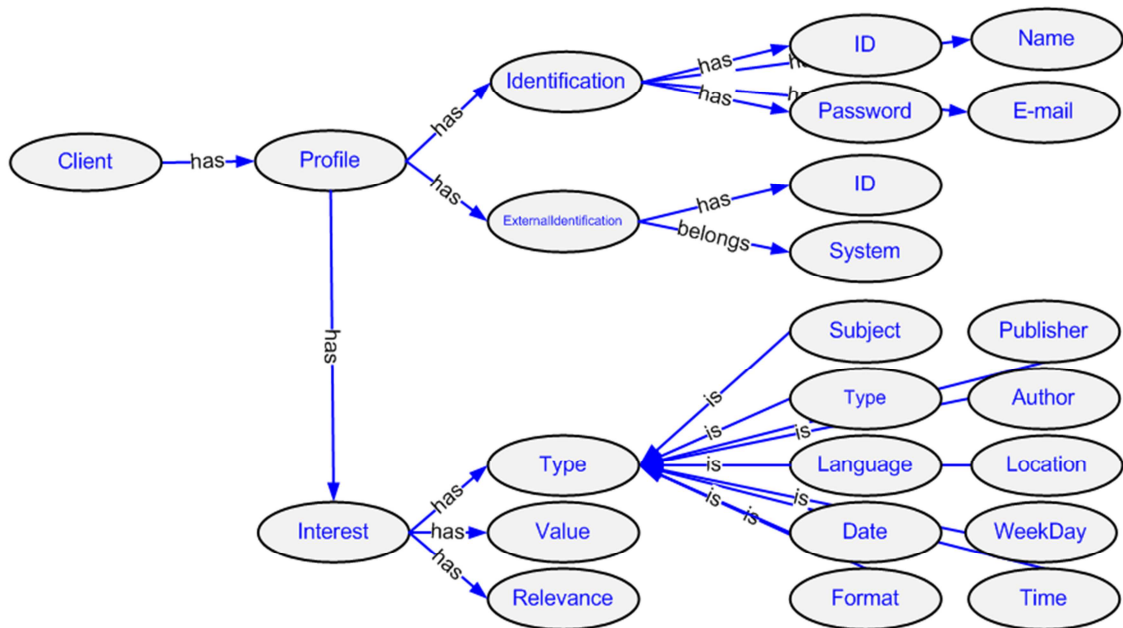 ID
Name
has
Identification
has
Password
E-mail
has
Client
has
Profile
has
ID
has
ExternalIdentification
belongs
System
has
Subject
Publisher
is
Type
Author
is
is
Type
is
Language
Location
has
is
is
Interest
has
Value
is
Date
WeekDay
has
Relevance
Format
Time